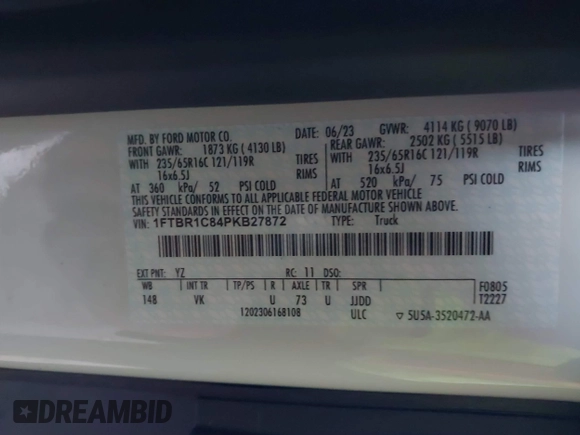 MFD. BY FORD MOTOR CO.
06/23
GVWR: 4114 KG ( 9070 LB)
FRONT GAWR: 1873 KG ( 4130 LB)
REAR GAWR: 2502 KG ( 5515 LB)
WITH
235/65R16C 121/119R TIRES
WITH
235/65R16C 121/119R TIRES
16x6.5J RIMS
16x6.5J RIMS
AT 360 kPa/ 52 PSI COLD
AT 520 kPa/ 75 PSI COLD
THIS VEHICLE CONFORMS TO ALL APPLICABLE FEDERAL MOTOR VEHICLE
SAFETY STANDARDS IN EFFECT ON THE DATE OF MANUFACTURE SHOWN ABOVE.
VIN: 1FTBR1C84PKB27872
TYPE: Truck
EXT PNT: YZ RC: 11 DSO:
WB INT TR TP/PS R AXLE TR SPR
F0805
148 VK U 73 U JJDD
T2227
1202306168108 ULC ▽ 5U5A-3520472-AA
DREAMBID